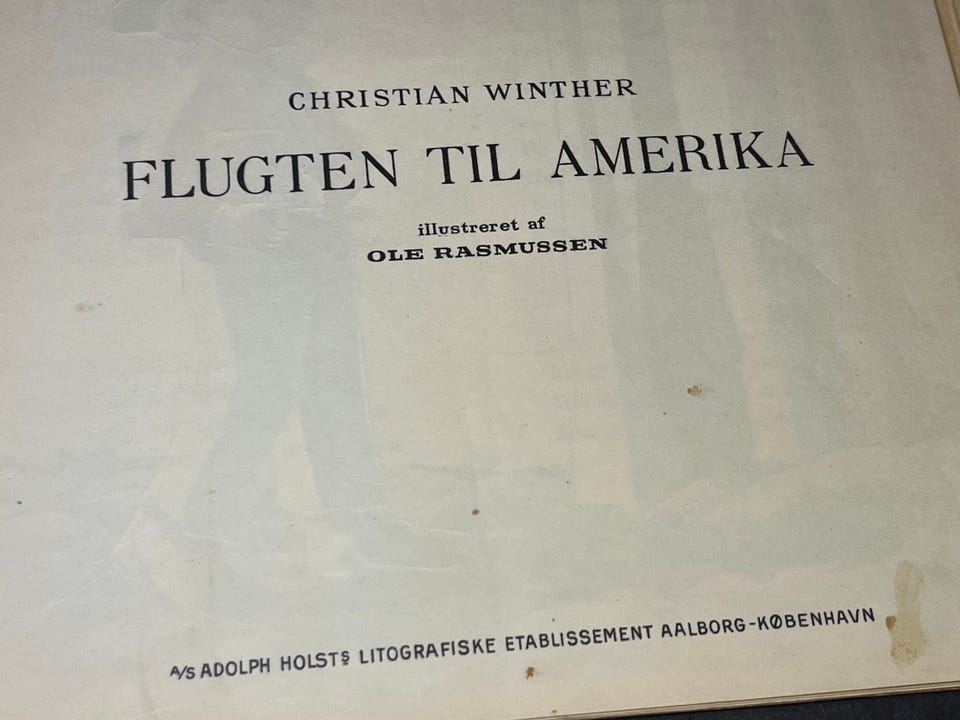 CHRISTIAN WINTHER
FLUGTEN TIL AMERIKA
illustreret af
OLE RASMUSSEN
A/S ADOLPH HOLSTS LITOGRAFISKE ETABLISSEMENT AALBORG-KØBENHAVN